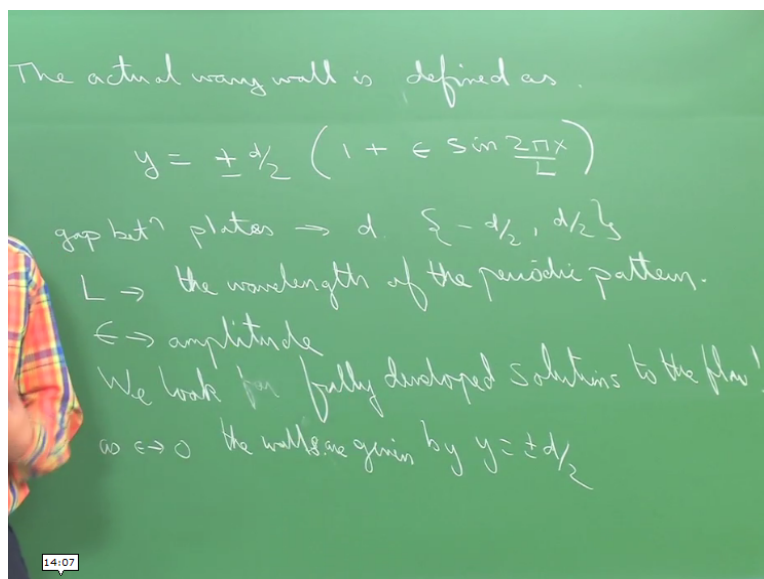 The actual wavy wall is defined as.
y = ± d/2 (1 + ϵ sin 2πx/L)
gap betⁿ plates → d {-d/2, d/2}
L → the wavelength of the periodic pattern.
ϵ → amplitude
We look for fully developed solutions to the flow!
as ϵ→0 the walls are given by y = ± d/2
14:07